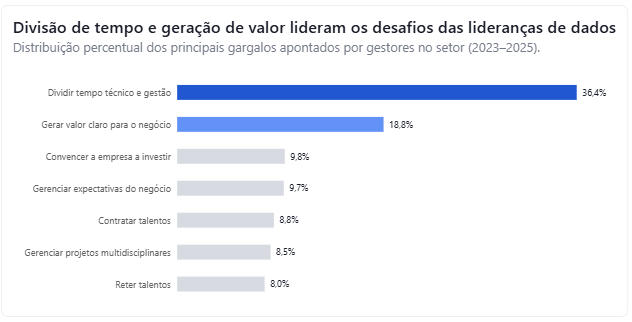 Divisão de tempo e geração de valor lideram os desafios das lideranças de dados
Distribuição percentual dos principais gargalos apontados por gestores no setor (2023–2025).
Dividir tempo técnico e gestão 36,4%
Gerar valor claro para o negócio 18,8%
Convencer a empresa a investir 9,8%
Gerenciar expectativas do negócio 9,7%
Contratar talentos 8,8%
Gerenciar projetos multidisciplinares 8,5%
Reter talentos 8,0%